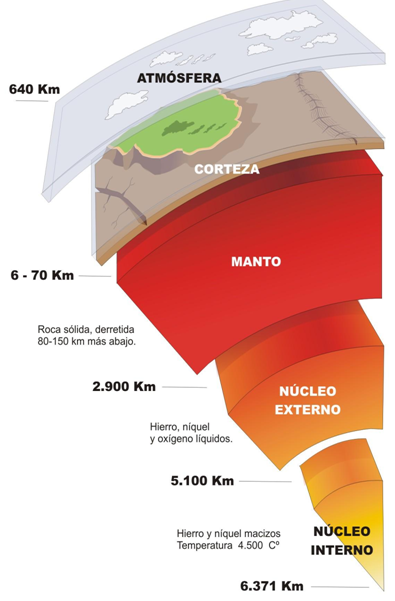 640 Km
ATMÓSFERA
CORTEZA
MANTO
6 - 70 Km
Roca sólida, derretida
80-150 km más abajo.
2.900 Km
NÚCLEO
EXTERNO
Hierro, níquel
y oxígeno líquidos.
5.100 Km
Hierro y níquel macizos
Temperatura 4.500 Cº
NÚCLEO
INTERNO
6.371 Km